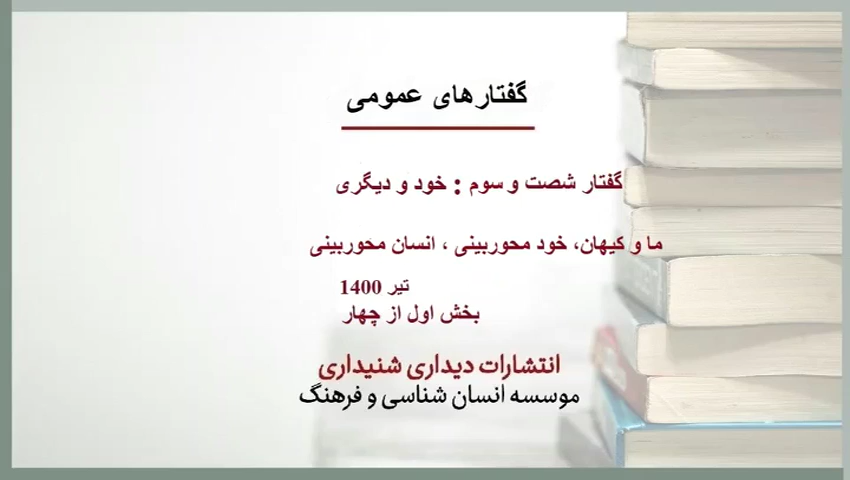 گفتارهای عمومی
گفتار شصت و سوم : خود و دیگری
ما و کیهان، خود محوربینی ، انسان محوربینی
تیر 1400
بخش اول از چهار
انتشارات دیداری شنیداری
موسسه انسان شناسی و فرهنگ